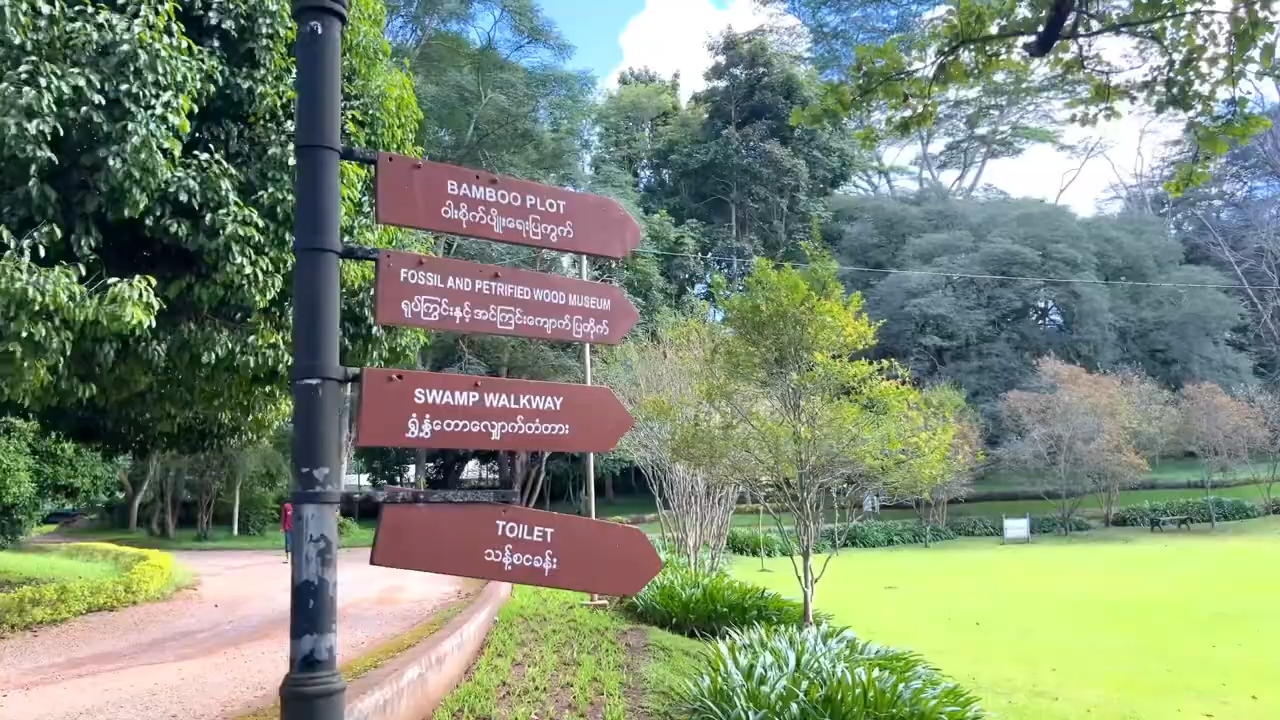 BAMBOO PLOT
ဝါးစိုက်ပျိုးရေးပြကွက်
FOSSIL AND PETRIFIED WOOD MUSEUM
ရုပ်ကြွင်းနှင့် အင်ကြင်းကျောက် ပြတိုက်
SWAMP WALKWAY
ရွှံ့နွံတောလျှောက်တံတား
TOILET
သန့်စင်ခန်း